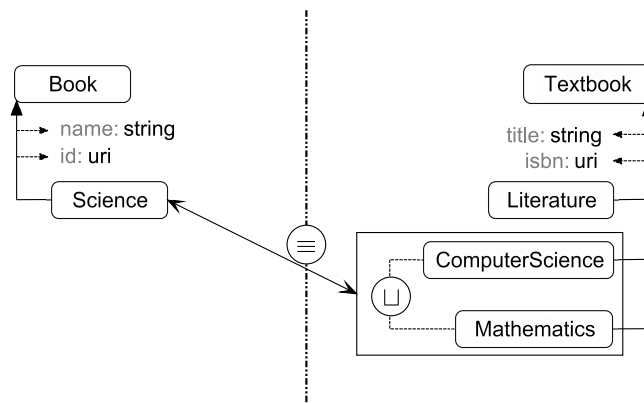 Book
name: string
id: uri
Science
≡
Textbook
title: string
isbn: uri
Literature
ComputerScience
⊔
Mathematics